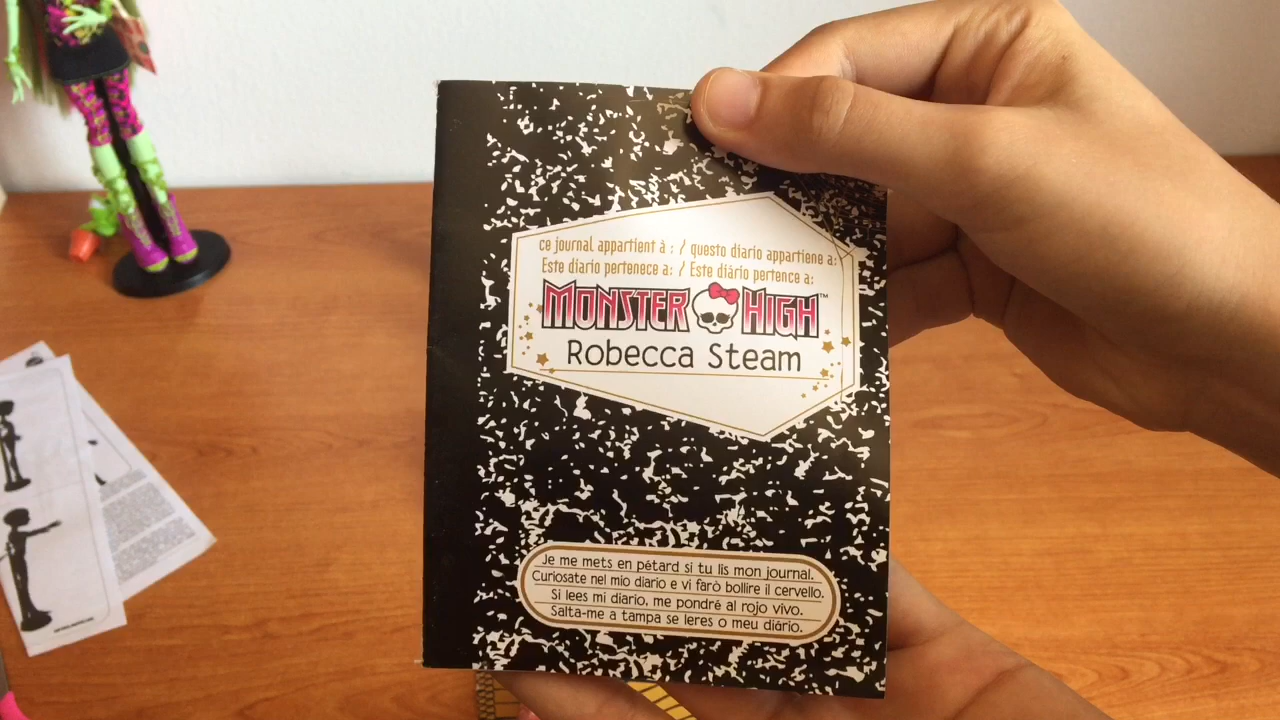 ce journal appartient à : / questo diario appartiene a:
Este diario pertenece a: / Este diário pertence a:
MONSTER HIGH™
Robecca Steam
Je me mets en pétard si tu lis mon journal.
Curiosate nel mio diario e vi farò bollire il cervello.
Si lees mi diario, me pondré al rojo vivo.
Salta-me a tampa se leres o meu diário.